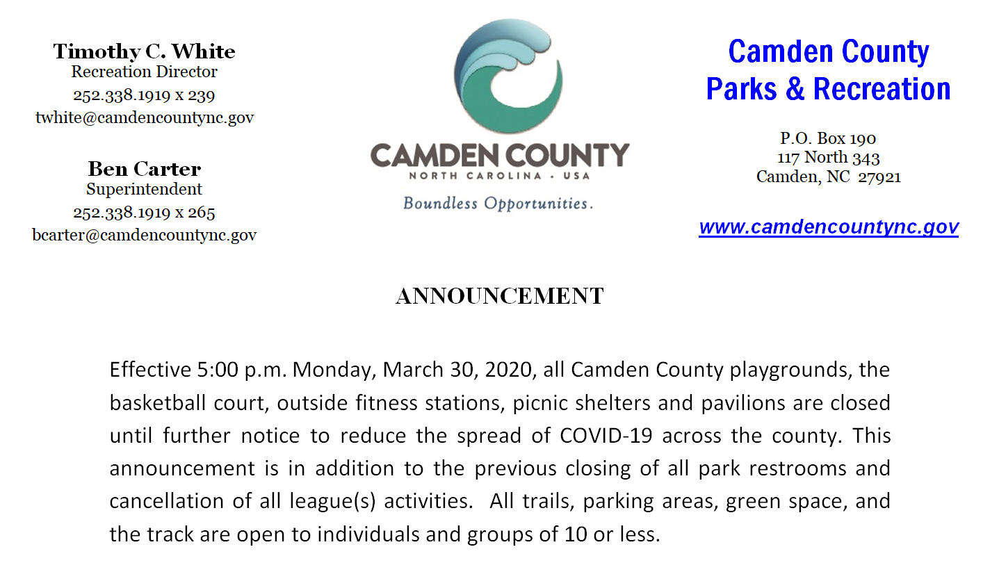 Timothy C. White
Recreation Director
252.338.1919 x 239
twhite@camdencountync.gov
Ben Carter
Superintendent
252.338.1919 x 265
bcarter@camdencountync.gov
CAMDEN COUNTY
NORTH CAROLINA · USA
Boundless Opportunities.
Camden County
Parks & Recreation
P.O. Box 190
117 North 343
Camden, NC  27921
www.camdencountync.gov
ANNOUNCEMENT
Effective 5:00 p.m. Monday, March 30, 2020, all Camden County playgrounds, the
basketball court, outside fitness stations, picnic shelters and pavilions are closed
until further notice to reduce the spread of COVID-19 across the county. This
announcement is in addition to the previous closing of all park restrooms and
cancellation of all league(s) activities.  All trails, parking areas, green space, and
the track are open to individuals and groups of 10 or less.